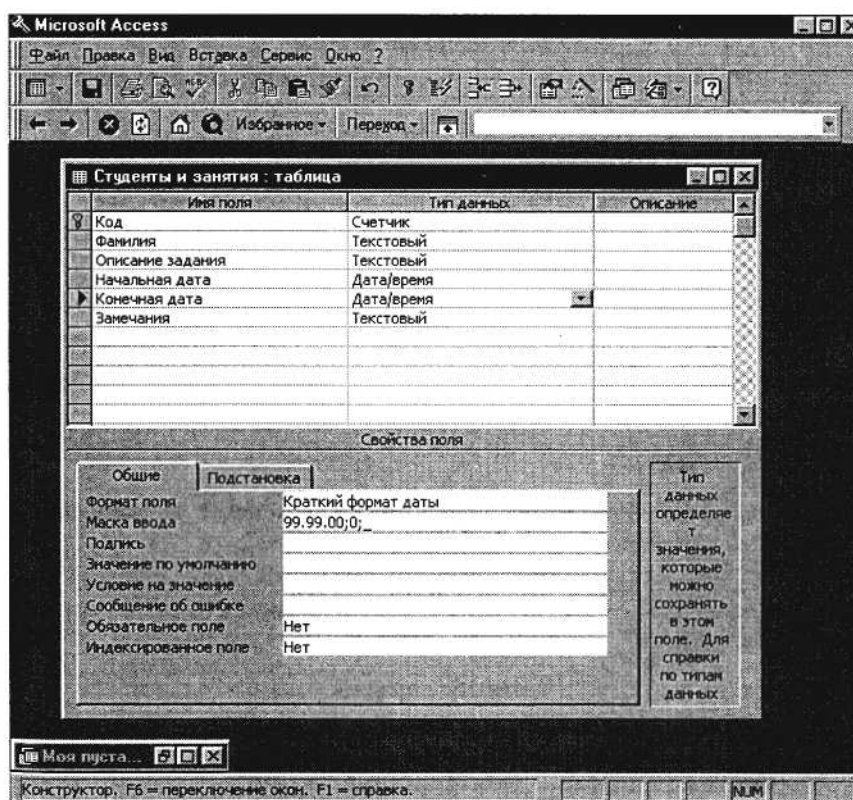 Microsoft Access
Файл Правка Вид Вставка Сервис Окно ?
Избранное Переход
Студенты и занятия : таблица
Имя поля Тип данных Описание
Код Счетчик
Фамилия Текстовый
Описание задания Текстовый
Начальная дата Дата/время
Конечная дата Дата/время
Замечания Текстовый
Свойства поля
Общие Подстановка
Формат поля Краткий формат даты
Маска ввода 99.99.00;0;_
Подпись
Значение по умолчанию
Условие на значение
Сообщение об ошибке
Обязательное поле Нет
Индексированное поле Нет
Тип
данных
определяе
т
значения,
которые
можно
сохранять
в этом
поле. Для
справки
по типам
данных
Моя пуста...
Конструктор. F6 = переключение окон. F1 = справка.
NUM